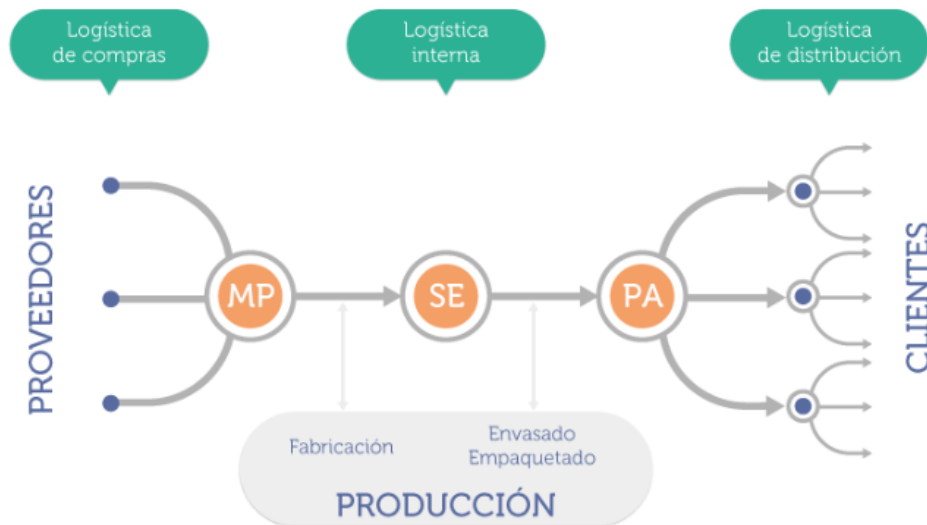 Logística
de compras
Logística
interna
Logística
de distribución
PROVEEDORES
MP
SE
PA
CLIENTES
Fabricación
Envasado
Empaquetado
PRODUCCIÓN